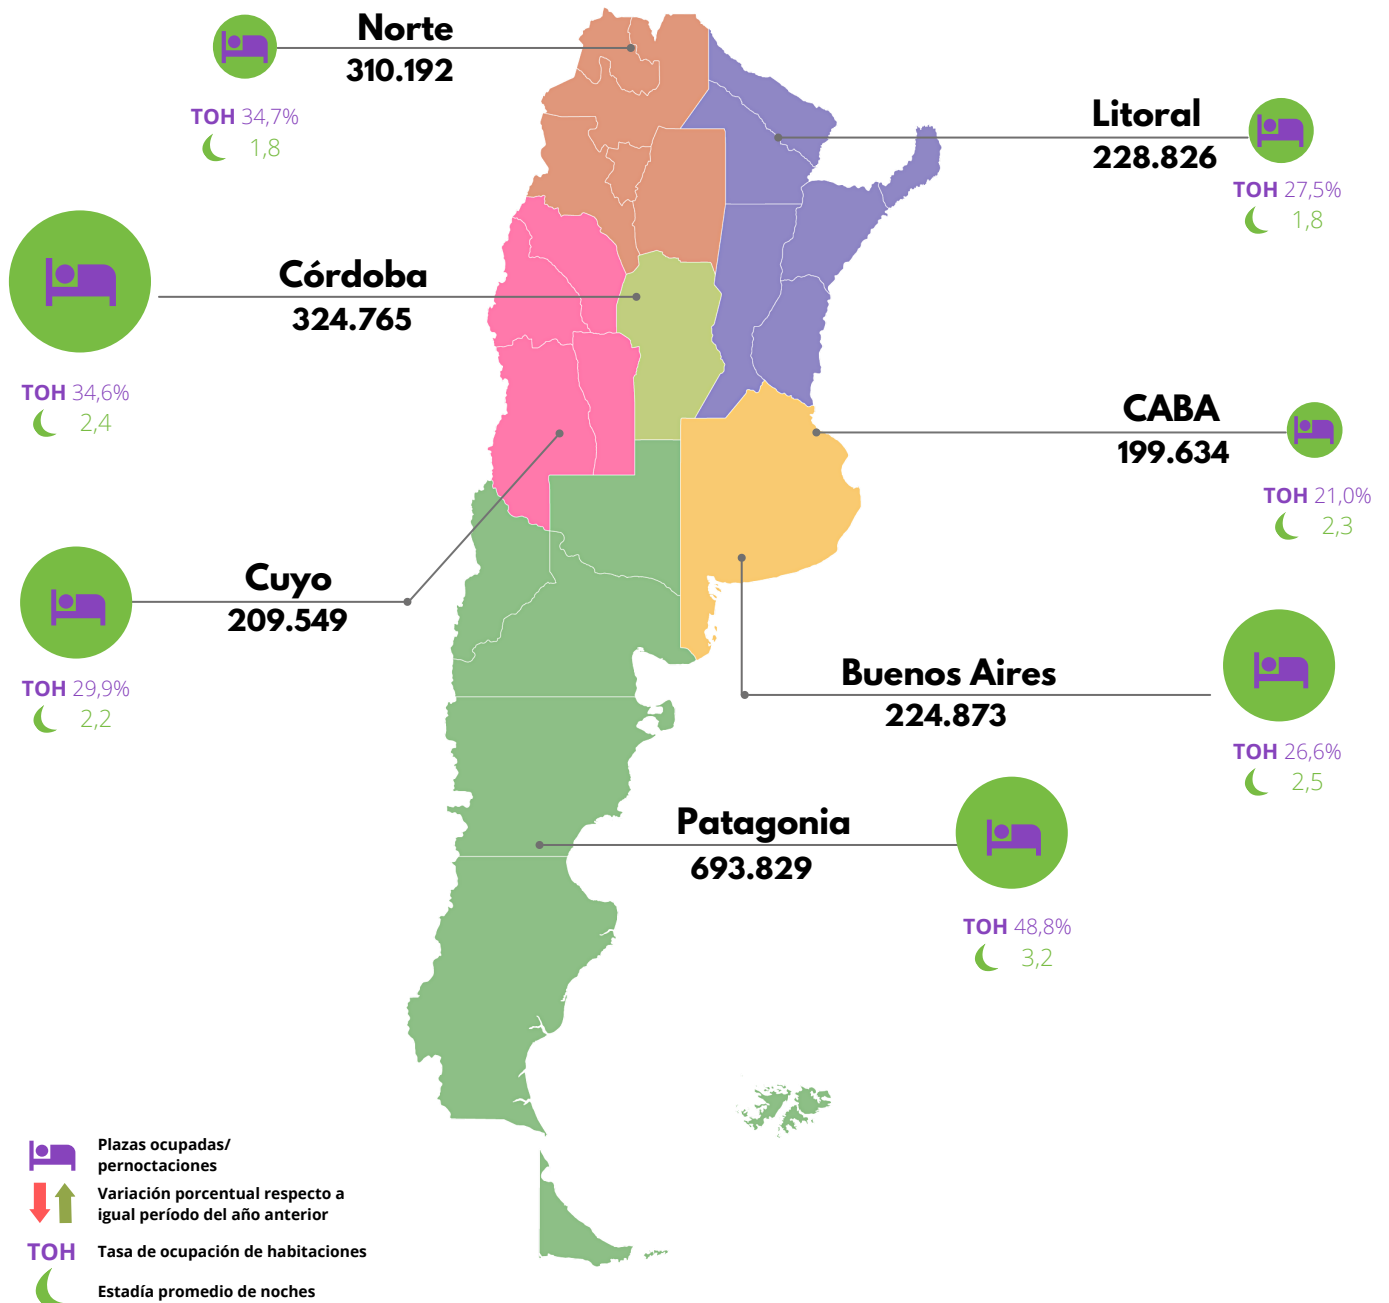 Norte
310.192
TOH 34,7%
1,8
Litoral
228.826
TOH 27,5%
1,8
Córdoba
324.765
TOH 34,6%
2,4
CABA
199.634
TOH 21,0%
2,3
Cuyo
209.549
TOH 29,9%
2,2
Buenos Aires
224.873
TOH 26,6%
2,5
Patagonia
693.829
TOH 48,8%
3,2
Plazas ocupadas/
pernoctaciones
Variación porcentual respecto a
igual período del año anterior
TOH Tasa de ocupación de habitaciones
Estadía promedio de noches